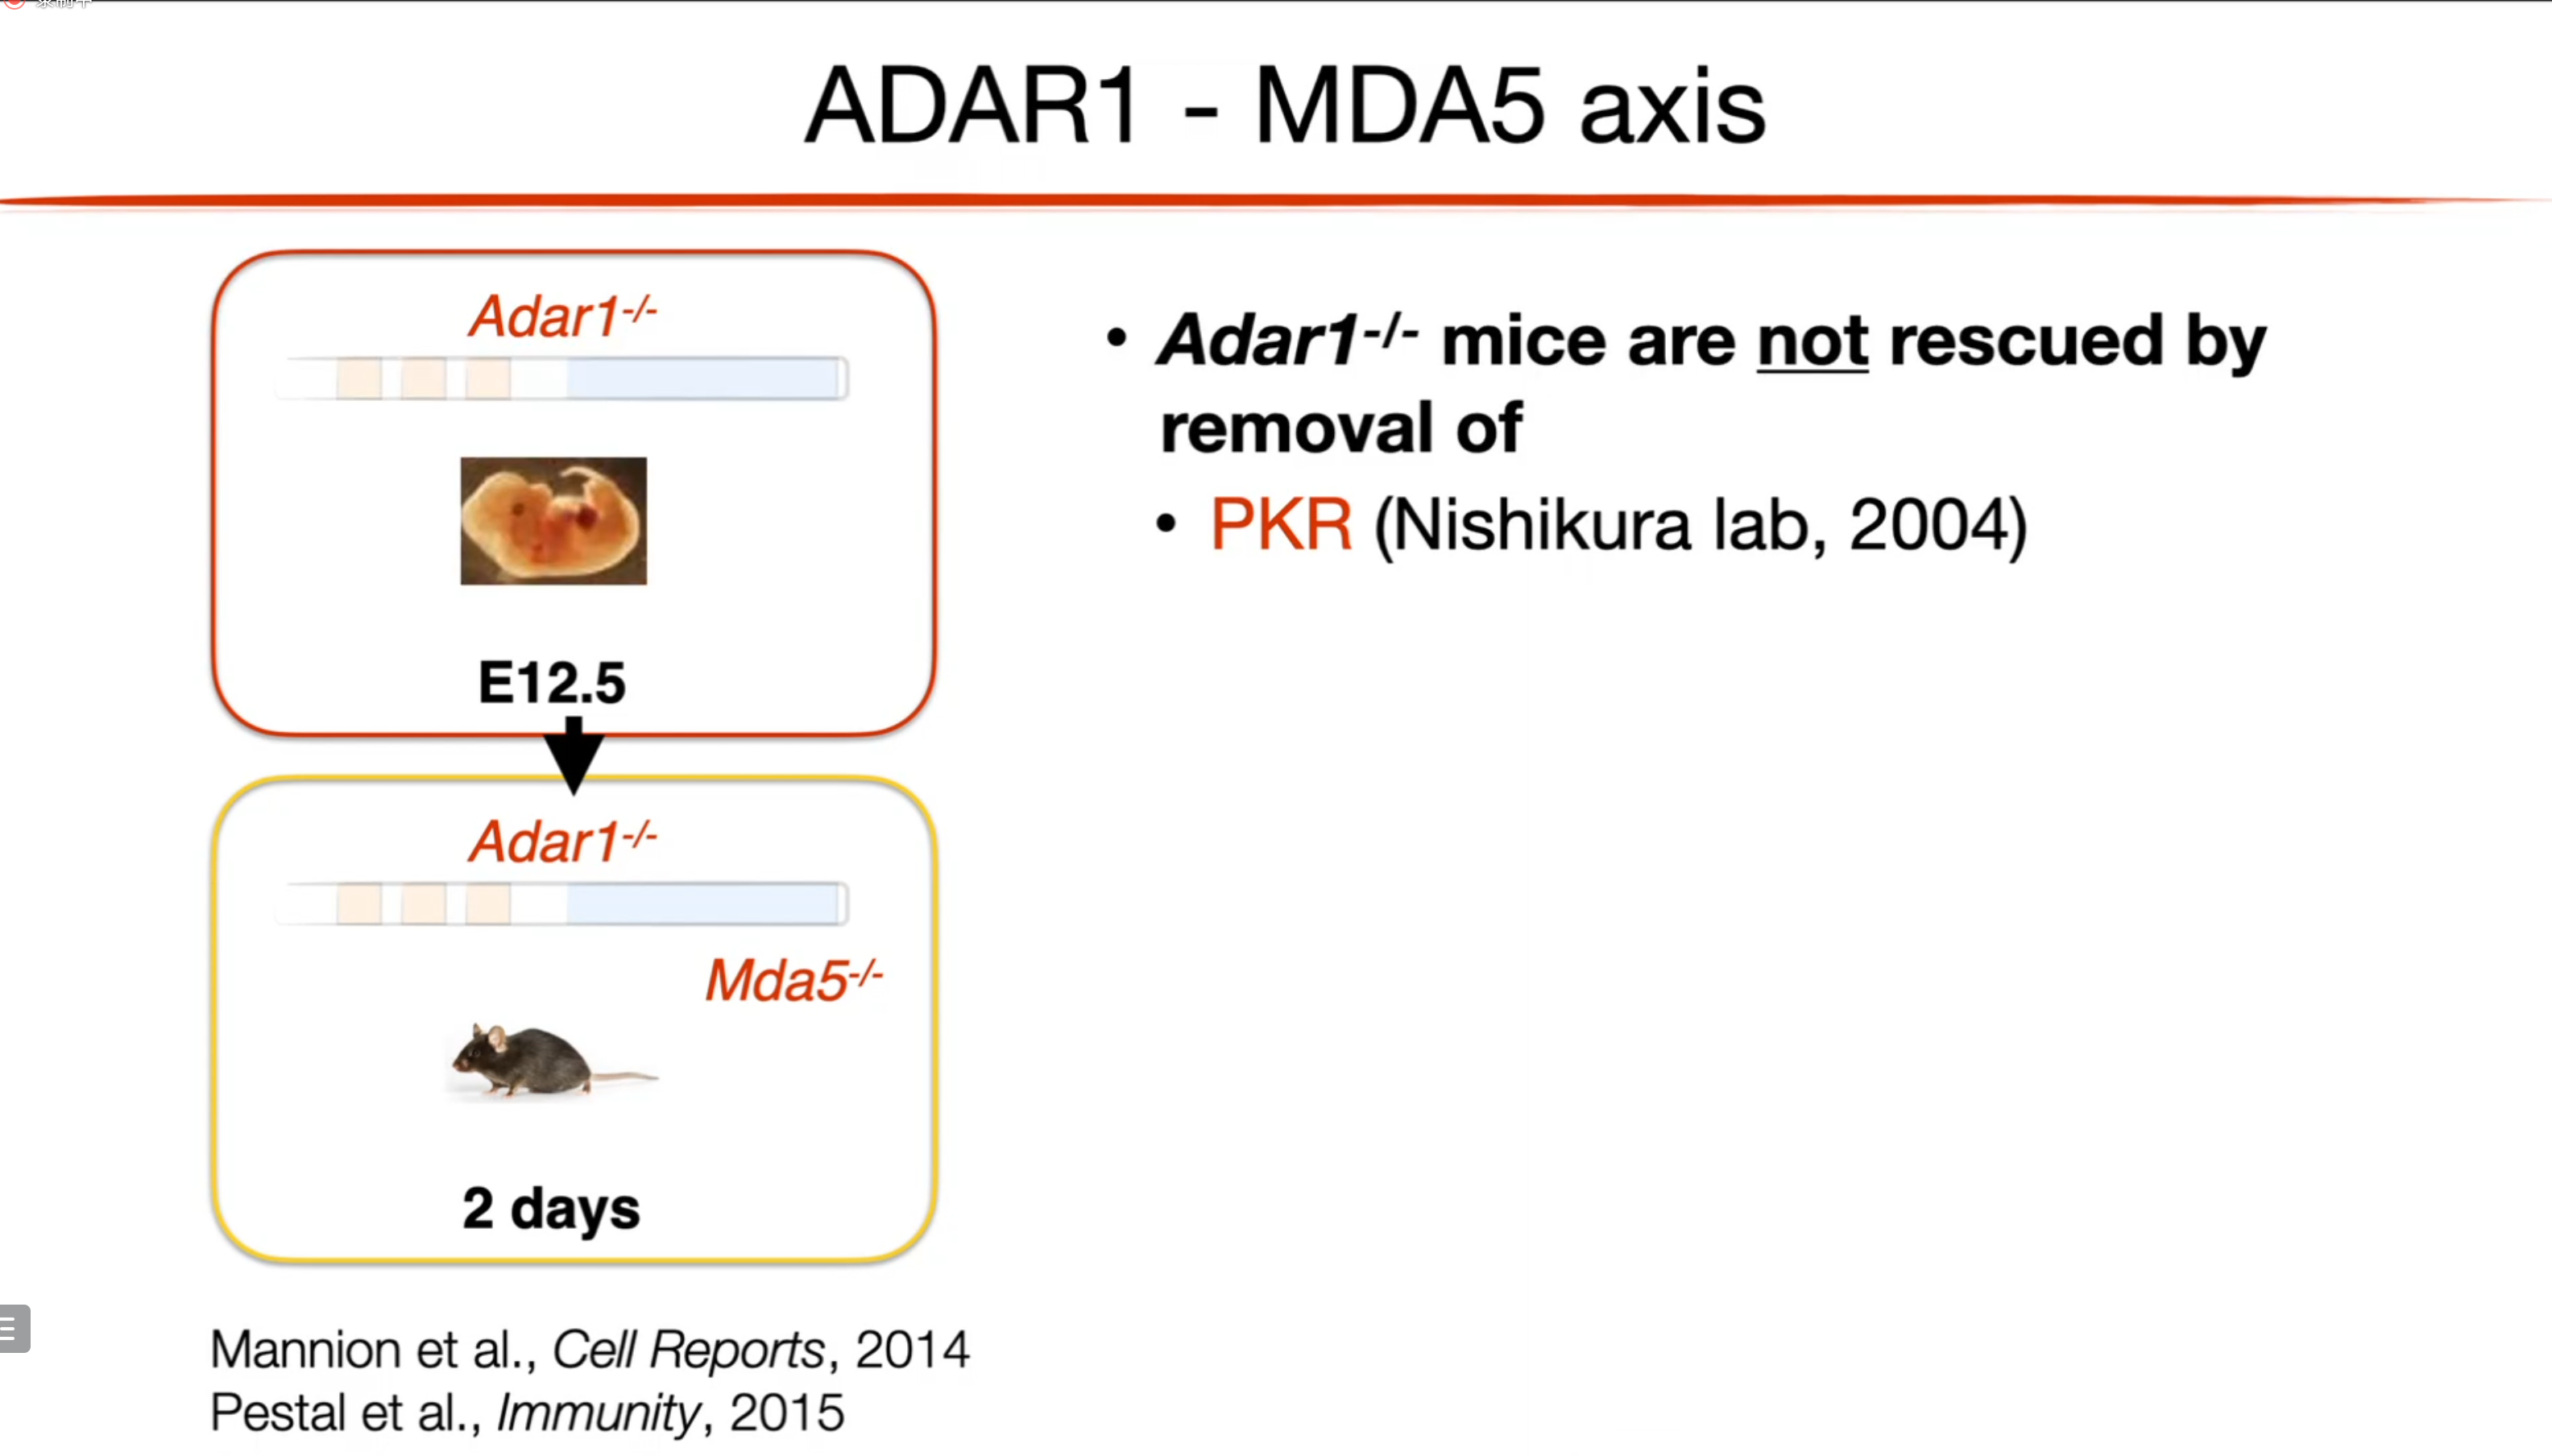 ADAR1 - MDA5 axis
Adar1-/-
E12.5
Adar1-/-
Mda5-/-
2 days
Mannion et al., Cell Reports, 2014
Pestal et al., Immunity, 2015
• Adar1-/- mice are not rescued by
removal of
• PKR (Nishikura lab, 2004)